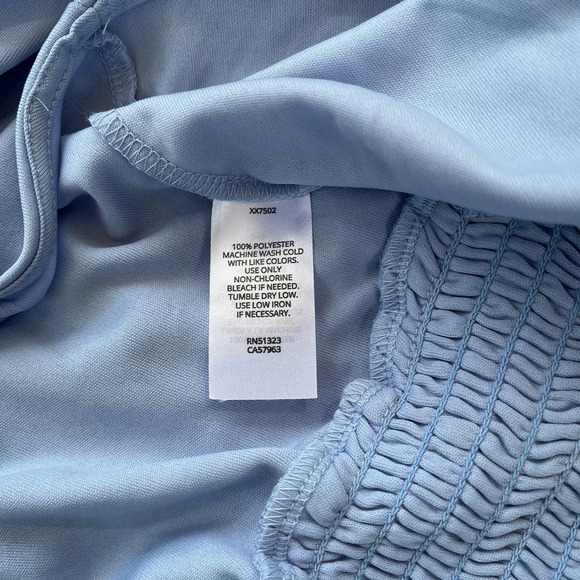 XX7502
100% POLYESTER
MACHINE WASH COLD
WITH LIKE COLORS.
USE ONLY
NON-CHLORINE
BLEACH IF NEEDED.
TUMBLE DRY LOW.
USE LOW IRON
IF NECESSARY.
RN51323
CA57963